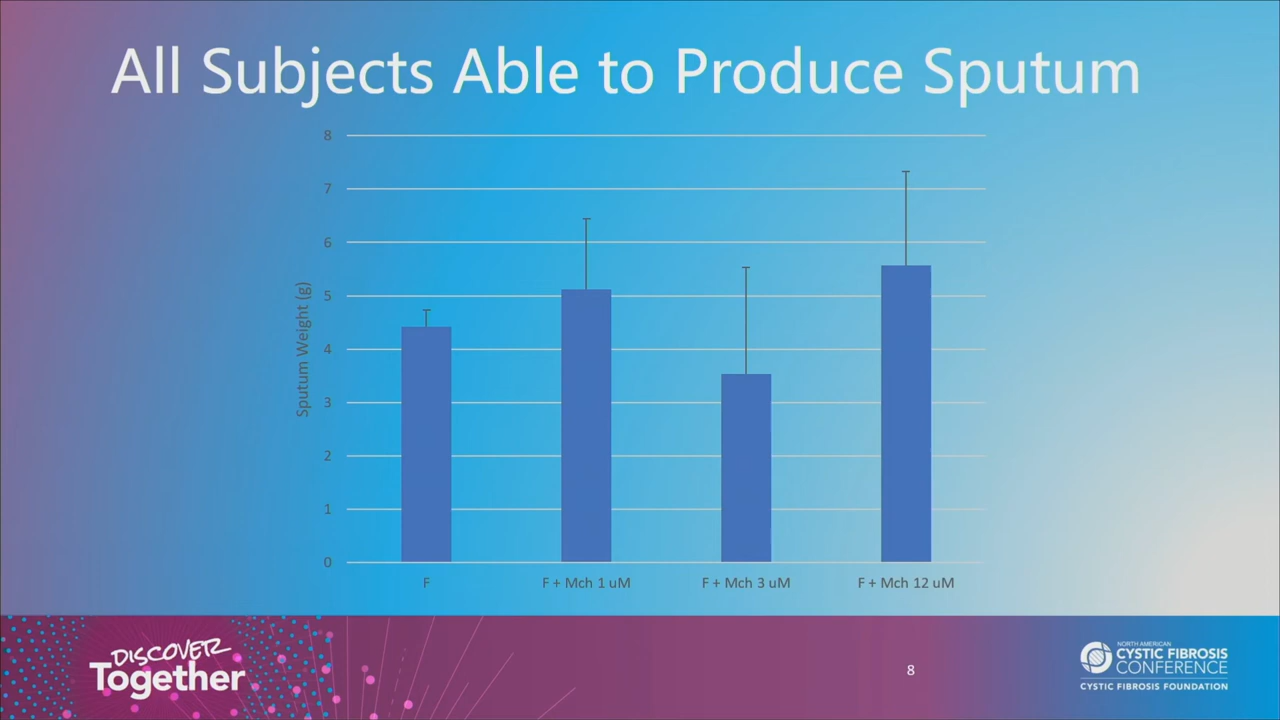 All Subjects Able to Produce Sputum
8
7
6
5
4
3
2
1
0
Sputum Weight (g)
F
F + Mch 1 uM
F + Mch 3 uM
F + Mch 12 uM
DISCOVER
Together
8
NORTH AMERICAN
CYSTIC FIBROSIS
CONFERENCE
CYSTIC FIBROSIS FOUNDATION